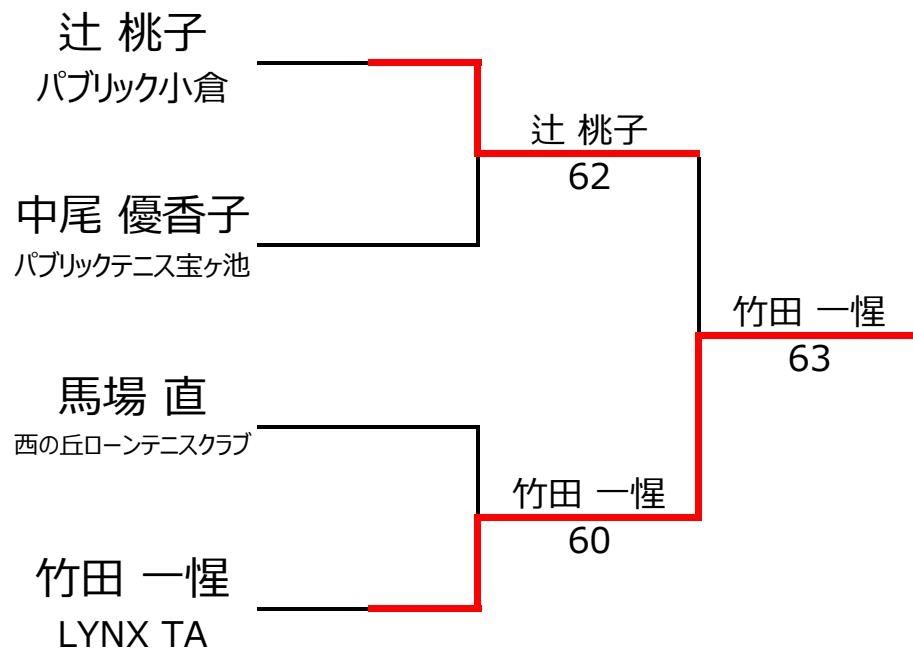 辻 桃子
パブリック小倉
中尾 優香子
パブリックテニス宝ヶ池
馬場 直
西の丘ローンテニスクラブ
竹田 一惺
LYNX TA
辻 桃子
62
竹田 一惺
60
竹田 一惺
63